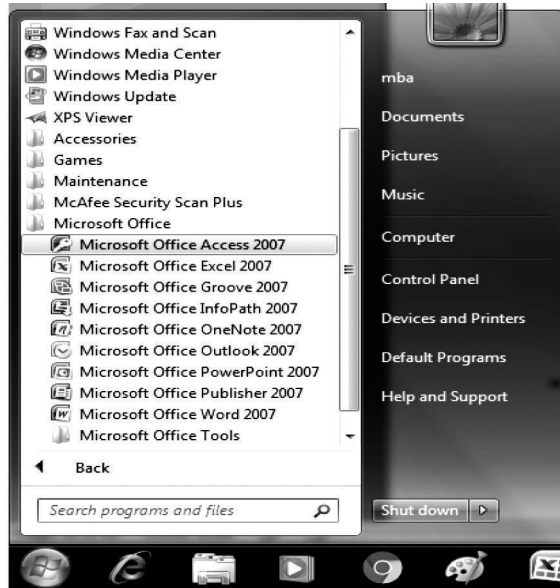 Windows Fax and Scan
Windows Media Center
Windows Media Player
Windows Update
XPS Viewer
Accessories
Games
Maintenance
McAfee Security Scan Plus
Microsoft Office
Microsoft Office Access 2007
Microsoft Office Excel 2007
Microsoft Office Groove 2007
Microsoft Office InfoPath 2007
Microsoft Office OneNote 2007
Microsoft Office Outlook 2007
Microsoft Office PowerPoint 2007
Microsoft Office Publisher 2007
Microsoft Office Word 2007
Microsoft Office Tools
Back
Search programs and files
mba
Documents
Pictures
Music
Computer
Control Panel
Devices and Printers
Default Programs
Help and Support
Shut down